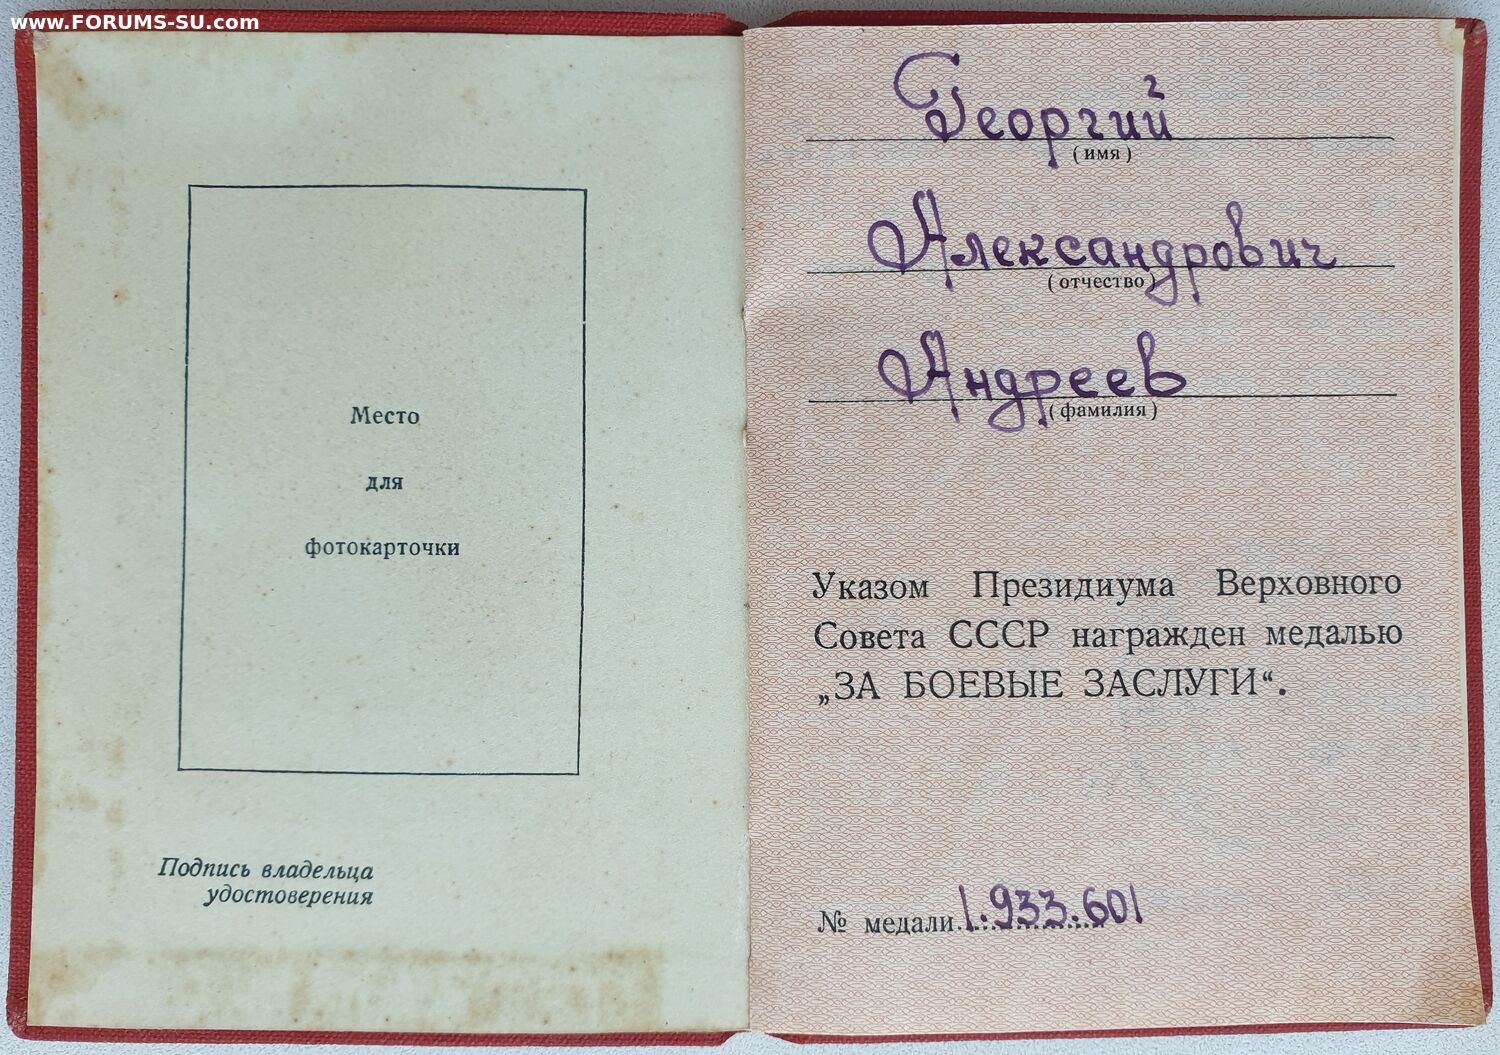 www.FORUMS-SU.com
Место
для
фотокарточки
Подпись владельца
удостоверения
Георгий
(имя)
Александрович
(отчество)
Андреев
(фамилия)
Указом Президиума Верховного
Совета СССР награжден медалью
„ЗА БОЕВЫЕ ЗАСЛУГИ“.
№ медали 1.933.601